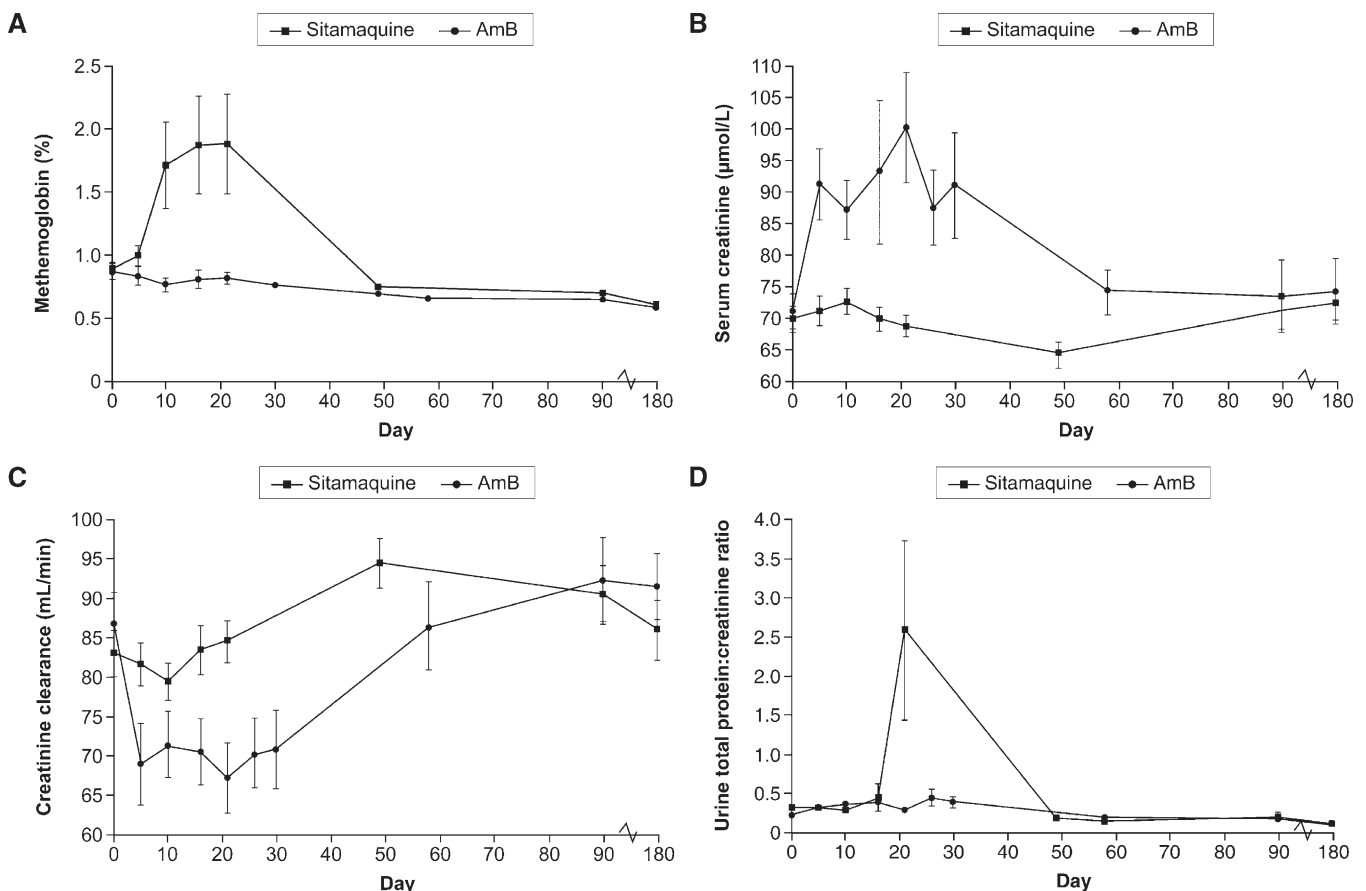 A
Sitamaquine
AmB
Methemoglobin (%)
2.5
2.0
1.5
1.0
0.5
0
0 10 20 30 40 50 60 70 80 90 180
Day
B
Sitamaquine
AmB
Serum creatinine (µmol/L)
110
105
100
95
90
85
80
75
70
65
60
0 10 20 30 40 50 60 70 80 90 180
Day
C
Sitamaquine
AmB
Creatinine clearance (mL/min)
100
95
90
85
80
75
70
65
60
0 10 20 30 40 50 60 70 80 90 180
Day
D
Sitamaquine
AmB
Urine total protein:creatinine ratio
4.0
3.5
3.0
2.5
2.0
1.5
1.0
0.5
0
0 10 20 30 40 50 60 70 80 90 180
Day